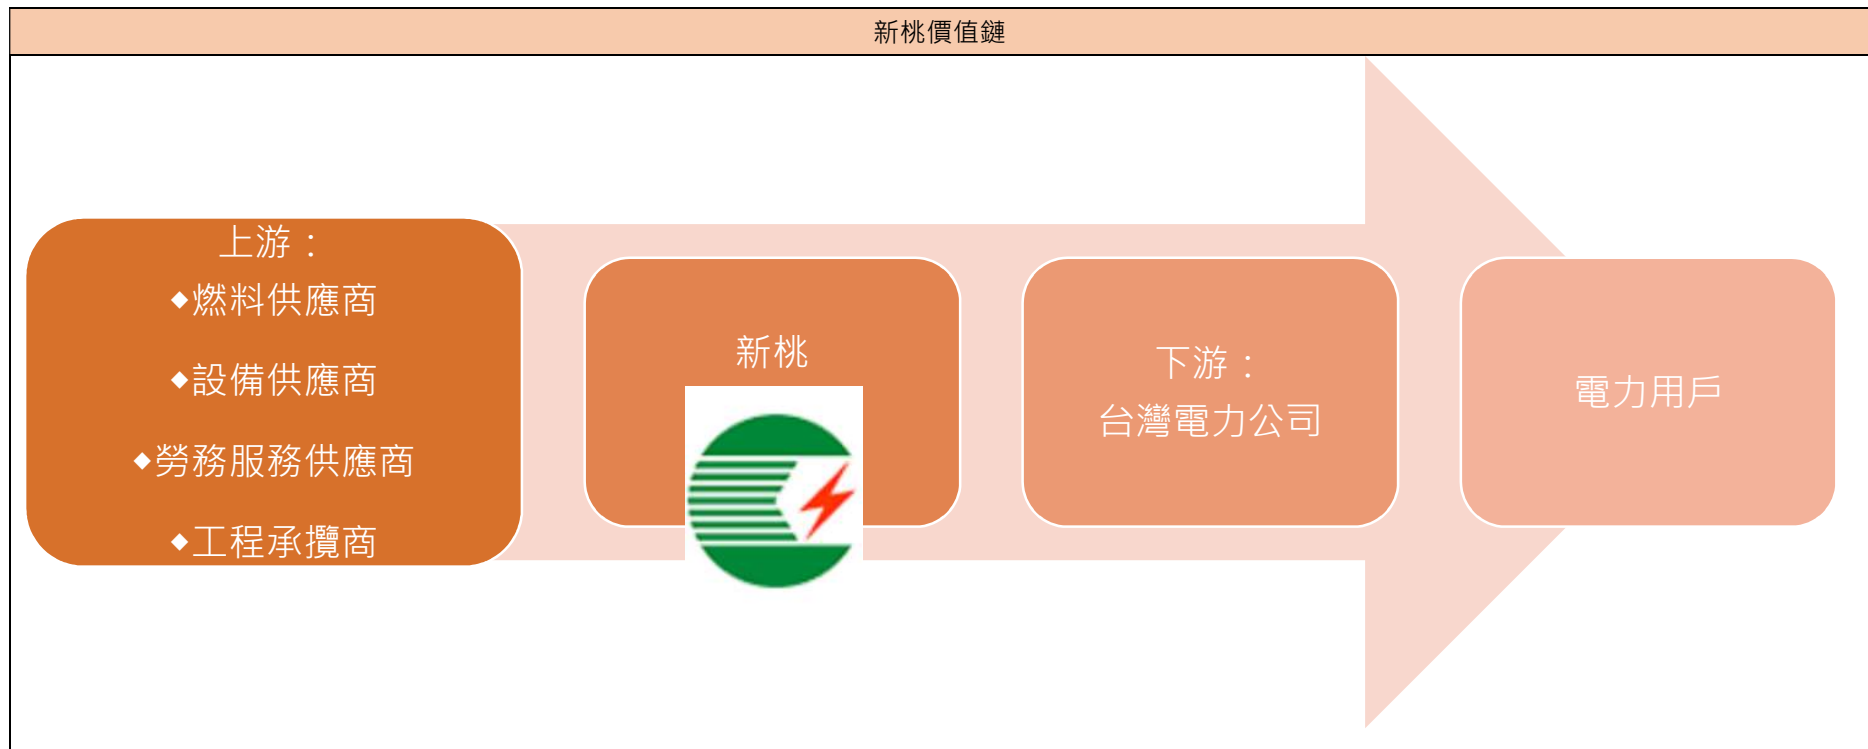 新桃價值鏈
上游：
◆燃料供應商
◆設備供應商
◆勞務服務供應商
◆工程承攬商
新桃
下游：
台灣電力公司
電力用戶